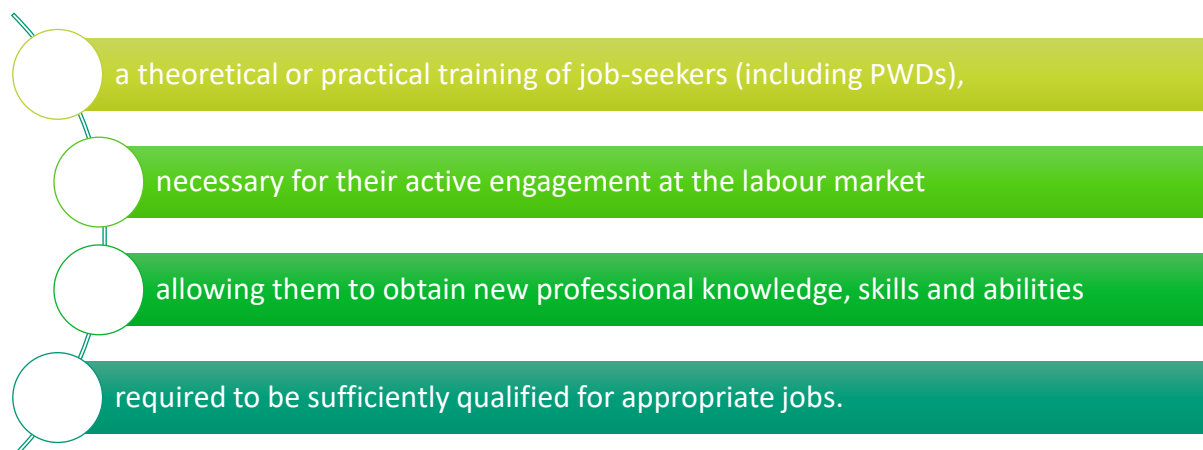 a theoretical or practical training of job-seekers (including PWDs),
necessary for their active engagement at the labour market
allowing them to obtain new professional knowledge, skills and abilities
required to be sufficiently qualified for appropriate jobs.